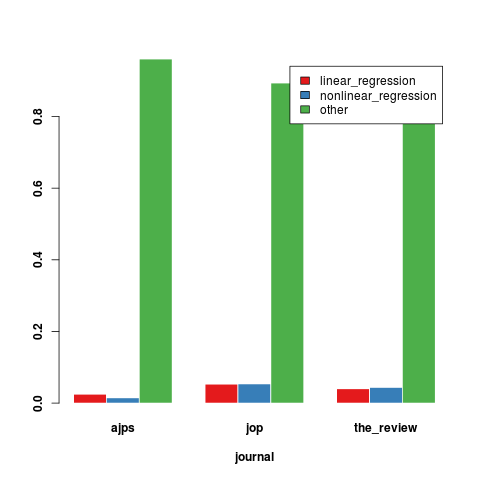 linear_regression
nonlinear_regression
other
0.8
0.6
0.4
0.2
0.0
ajps jop the_review
journal